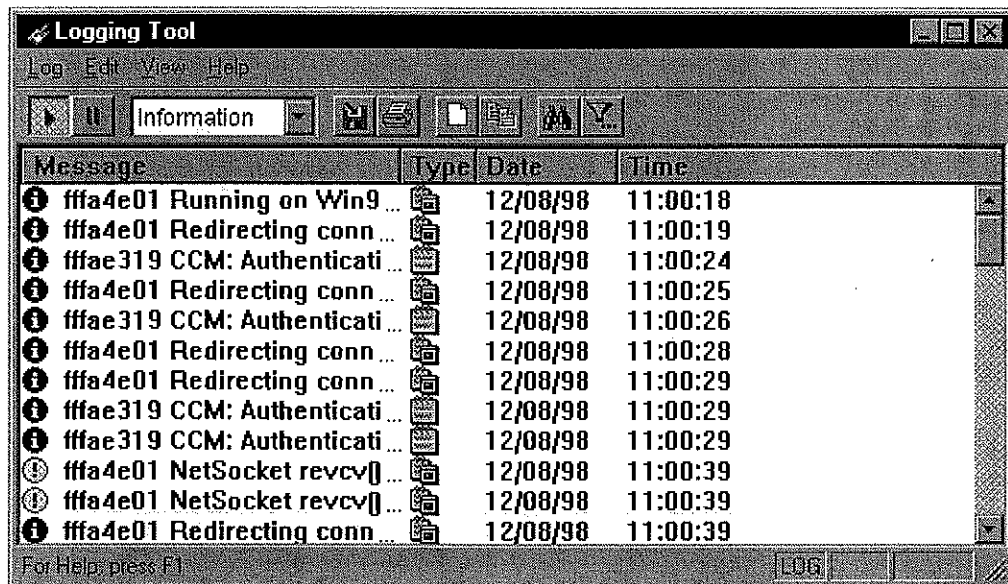 Logging Tool
Log Edit View Help
Information
Message Type Date Time
fffa4e01 Running on Win9... 12/08/98 11:00:18
fffa4e01 Redirecting conn... 12/08/98 11:00:19
fffae319 CCM: Authenticati... 12/08/98 11:00:24
fffa4e01 Redirecting conn... 12/08/98 11:00:25
fffae319 CCM: Authenticati... 12/08/98 11:00:26
fffa4e01 Redirecting conn... 12/08/98 11:00:28
fffa4e01 Redirecting conn... 12/08/98 11:00:29
fffae319 CCM: Authenticati... 12/08/98 11:00:29
fffae319 CCM: Authenticati... 12/08/98 11:00:29
fffa4e01 NetSocket revcv()... 12/08/98 11:00:39
fffa4e01 NetSocket revcv()... 12/08/98 11:00:39
fffa4e01 Redirecting conn... 12/08/98 11:00:39
For Help, press F1 LOG